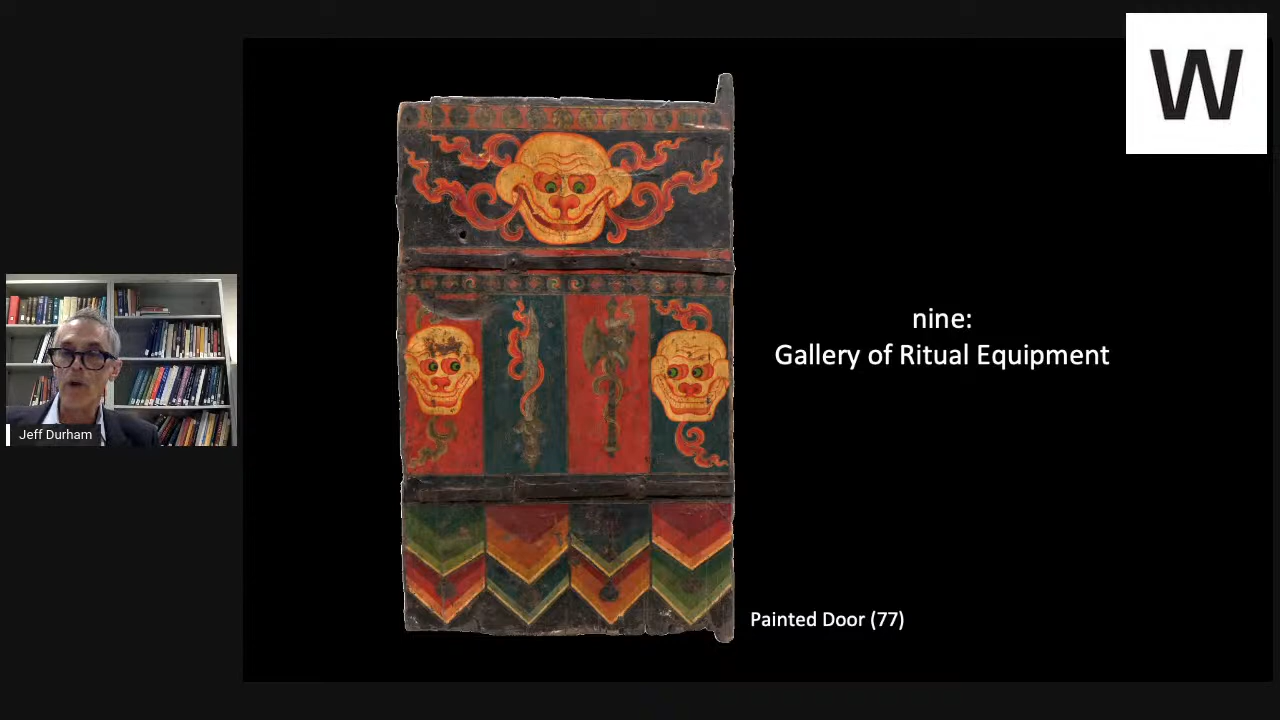 W
nine:
Gallery of Ritual Equipment
Jeff Durham
Painted Door (77)